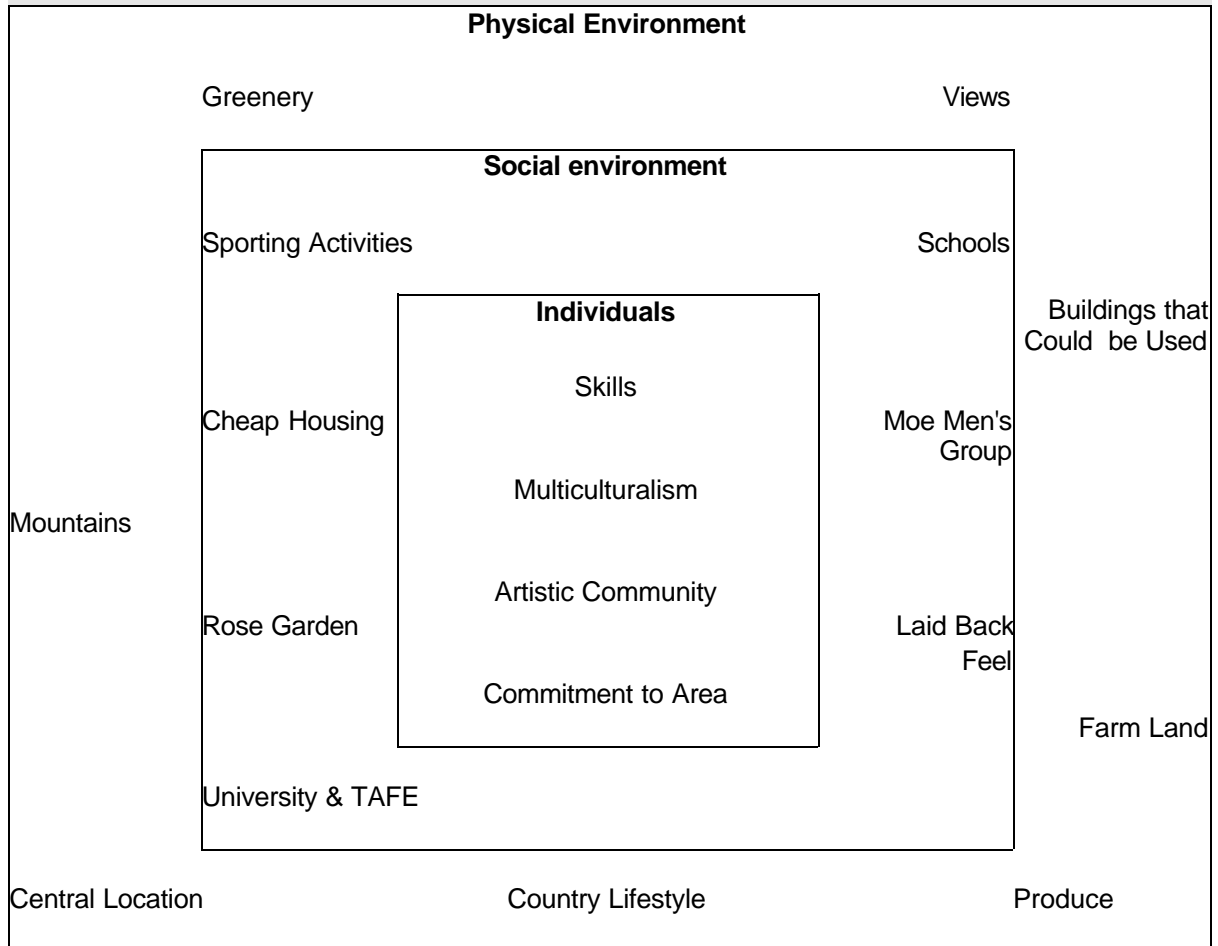 Physical Environment
Greenery Views
Social environment
Sporting Activities Schools
Individuals
Buildings that
Could be Used
Skills
Cheap Housing
Moe Men's
Group
Multiculturalism
Mountains
Artistic Community
Rose Garden
Laid Back
Feel
Commitment to Area
Farm Land
University & TAFE
Central Location Country Lifestyle Produce